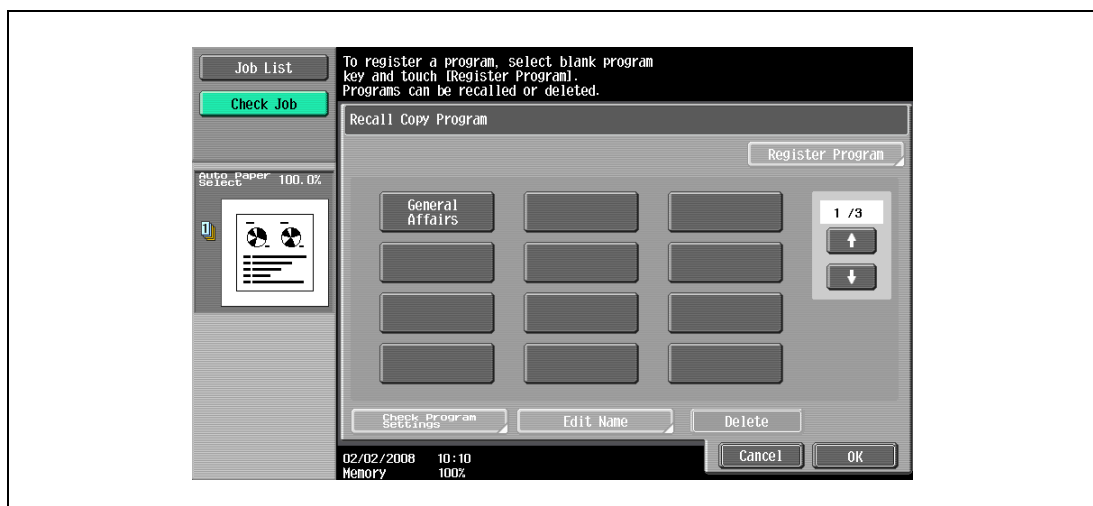 Job List
Check Job
To register a program, select blank program
key and touch [Register Program].
Programs can be recalled or deleted.
Recall Copy Program
Register Program
Auto Paper
Select
100.0%
1
General
Affairs
1 /3
Check Program
Settings
Edit Name
Delete
02/02/2008 10:10
Memory 100%
Cancel
OK